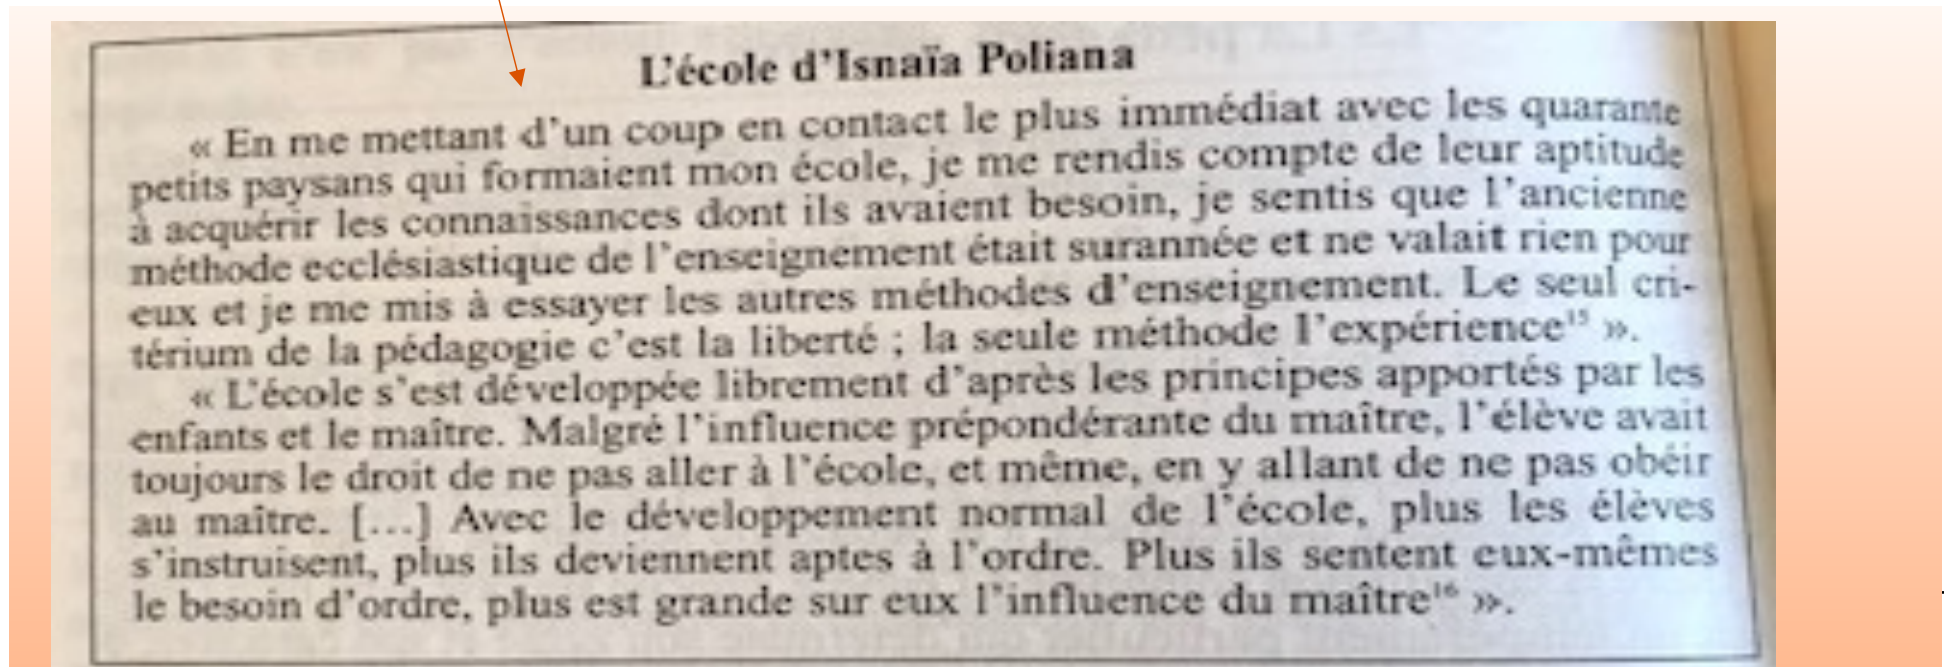 L'école d'Isnaïa Poliana
« En me mettant d'un coup en contact le plus immédiat avec les quarante
petits paysans qui formaient mon école, je me rendis compte de leur aptitude
à acquérir les connaissances dont ils avaient besoin, je sentis que l'ancienne
méthode ecclésiastique de l'enseignement était surannée et ne valait rien pour
eux et je me mis à essayer les autres méthodes d'enseignement. Le seul cri-
térium de la pédagogie c'est la liberté ; la seule méthode l'expérience¹⁵ ».
« L'école s'est développée librement d'après les principes apportés par les
enfants et le maître. Malgré l'influence prépondérante du maître, l'élève avait
toujours le droit de ne pas aller à l'école, et même, en y allant de ne pas obéir
au maître. [...] Avec le développement normal de l'école, plus les élèves
s'instruisent, plus ils deviennent aptes à l'ordre. Plus ils sentent eux-mêmes
le besoin d'ordre, plus est grande sur eux l'influence du maître¹⁶ ».